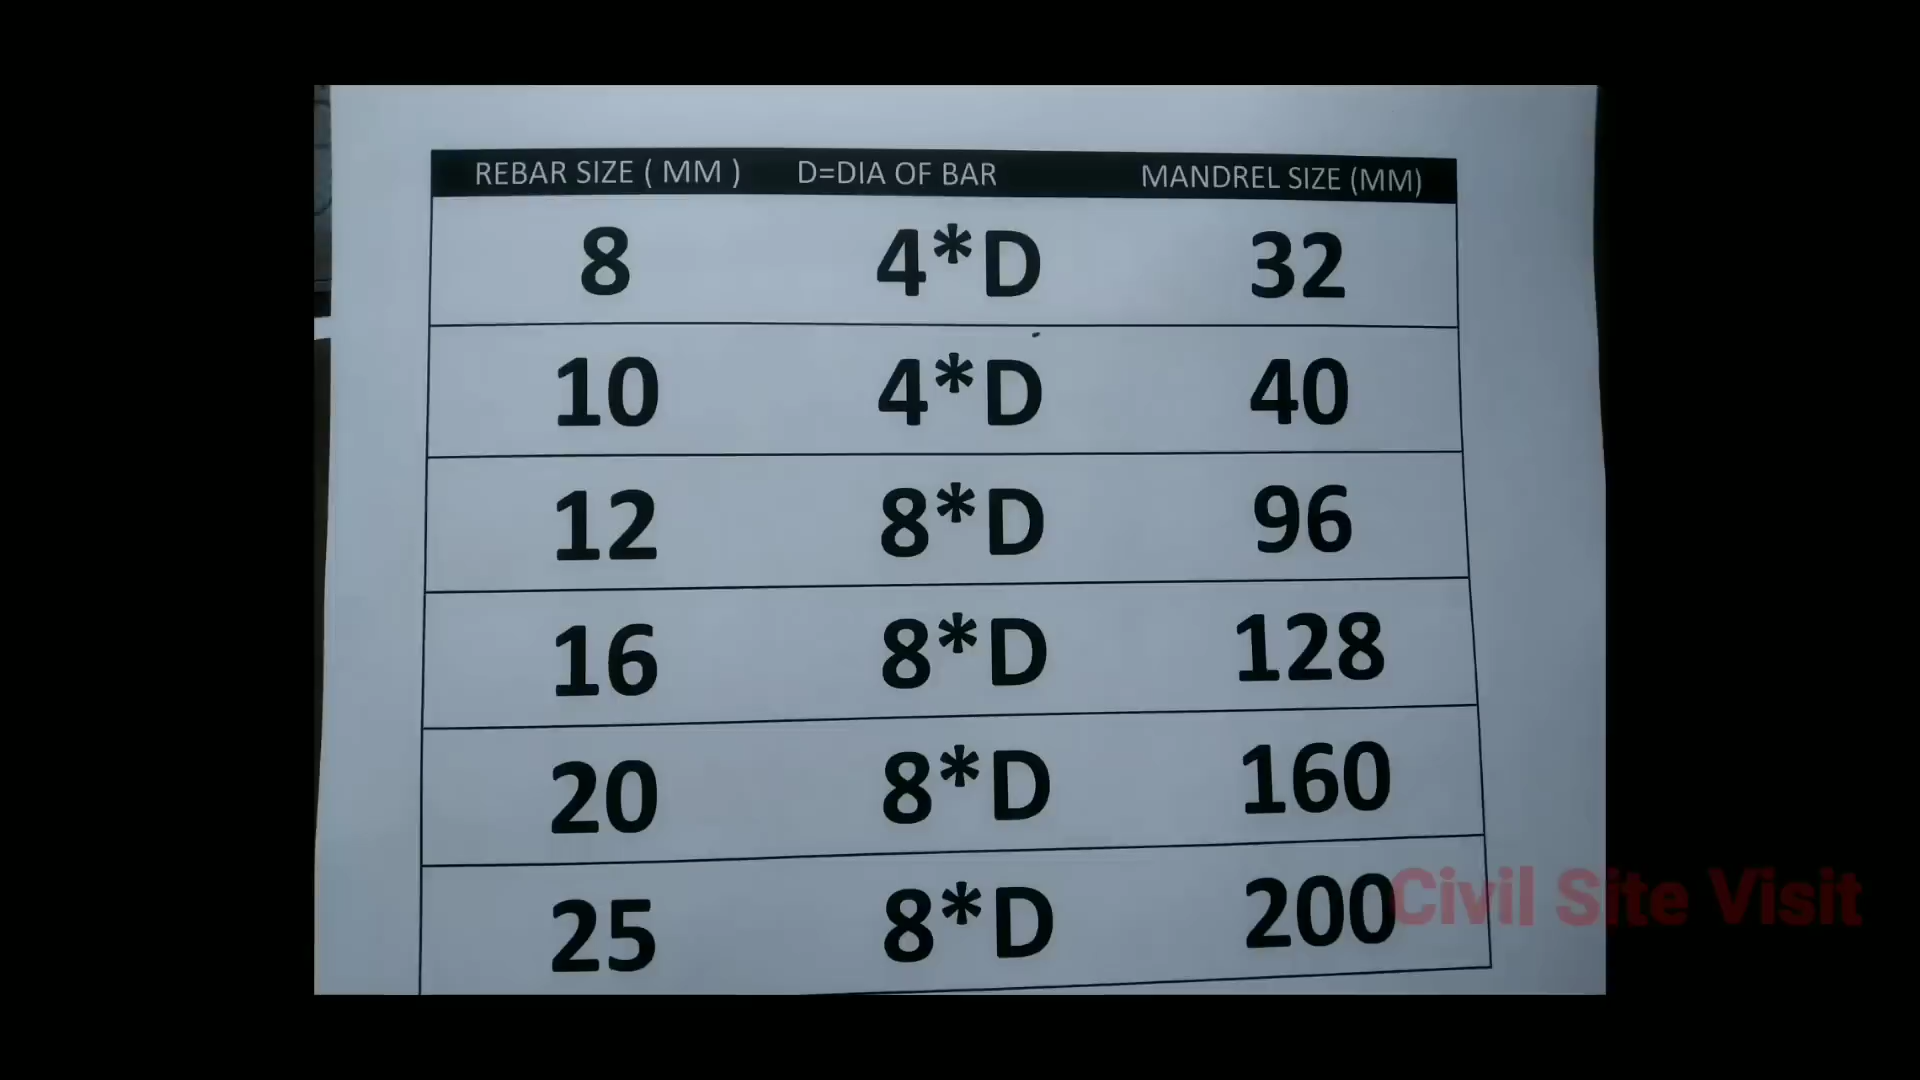 REBAR SIZE ( MM ) D=DIA OF BAR MANDREL SIZE (MM)
8 4*D 32
10 4*D 40
12 8*D 96
16 8*D 128
20 8*D 160
25 8*D 200
Civil Site Visit